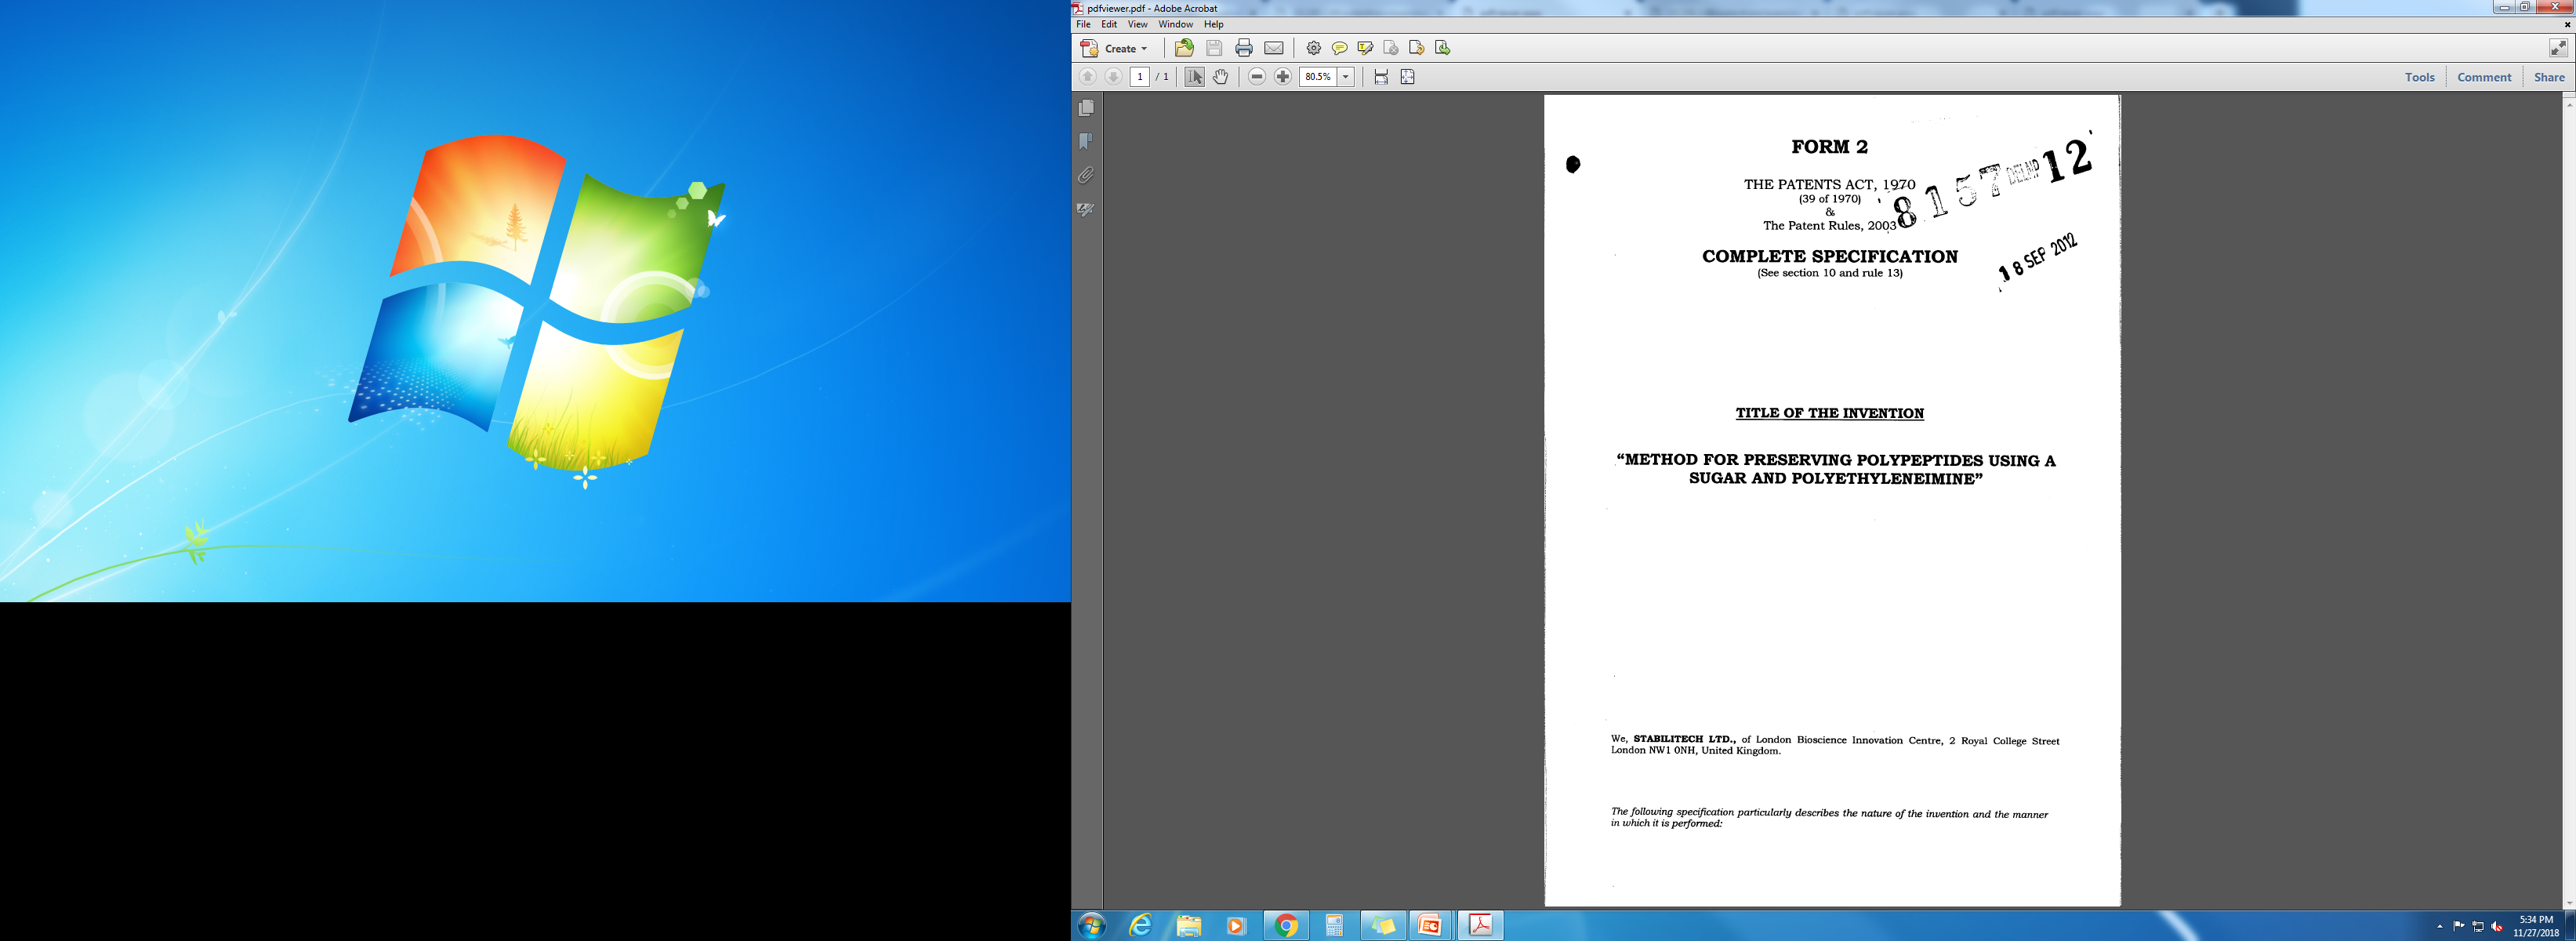 pdfviewer.pdf - Adobe Acrobat
File Edit View Window Help
Create
1 / 1 80.5% Tools Comment Share
FORM 2
THE PATENTS ACT, 1970
(39 of 1970)
&
The Patent Rules, 2003
8157 DELNP 12
18 SEP 2012
COMPLETE SPECIFICATION
(See section 10 and rule 13)
TITLE OF THE INVENTION
“METHOD FOR PRESERVING POLYPEPTIDES USING A
SUGAR AND POLYETHYLENEIMINE”
We, STABILITECH LTD., of London Bioscience Innovation Centre, 2 Royal College Street
London NW1 0NH, United Kingdom.
The following specification particularly describes the nature of the invention and the manner
in which it is performed:
5:34 PM
11/27/2018